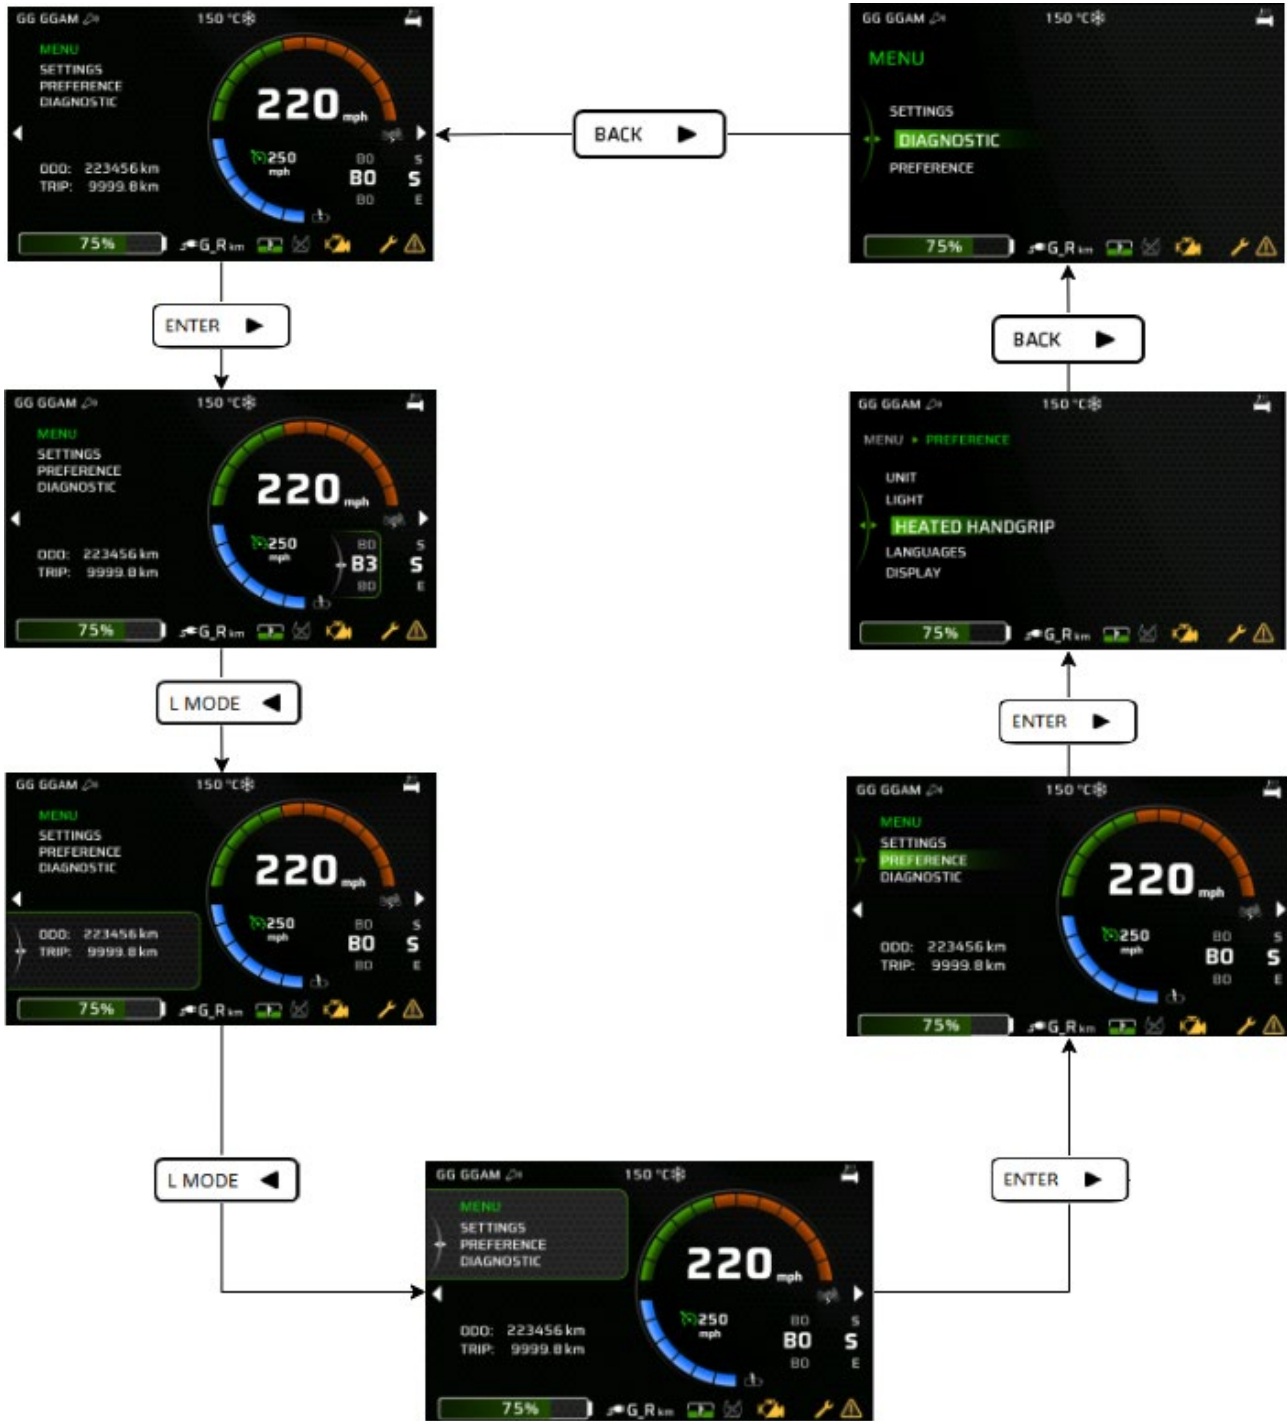 GG GGAM
150 °C
MENU
SETTINGS
PREFERENCE
DIAGNOSTIC
220 mph
250
mph
B0 S
B0 S
B0 E
ODO: 223456 km
TRIP: 9999.8 km
75%
G_R km
BACK
GG GGAM
150 °C
MENU
SETTINGS
DIAGNOSTIC
PREFERENCE
75%
G_R km
ENTER
BACK
GG GGAM
150 °C
MENU
SETTINGS
PREFERENCE
DIAGNOSTIC
220 mph
250
mph
B0 S
B3 S
B0 E
ODO: 223456 km
TRIP: 9999.8 km
75%
G_R km
GG GGAM
150 °C
MENU PREFERENCE
UNIT
LIGHT
HEATED HANDGRIP
LANGUAGES
DISPLAY
75%
G_R km
L MODE
ENTER
GG GGAM
150 °C
MENU
SETTINGS
PREFERENCE
DIAGNOSTIC
220 mph
250
mph
B0 S
B0 S
B0 E
ODO: 223456 km
TRIP: 9999.8 km
75%
G_R km
GG GGAM
150 °C
MENU
SETTINGS
PREFERENCE
DIAGNOSTIC
220 mph
250
mph
B0 S
B0 S
B0 E
ODO: 223456 km
TRIP: 9999.8 km
75%
G_R km
L MODE
ENTER
GG GGAM
150 °C
MENU
SETTINGS
PREFERENCE
DIAGNOSTIC
220 mph
250
mph
B0 S
B0 S
B0 E
ODO: 223456 km
TRIP: 9999.8 km
75%
G_R km